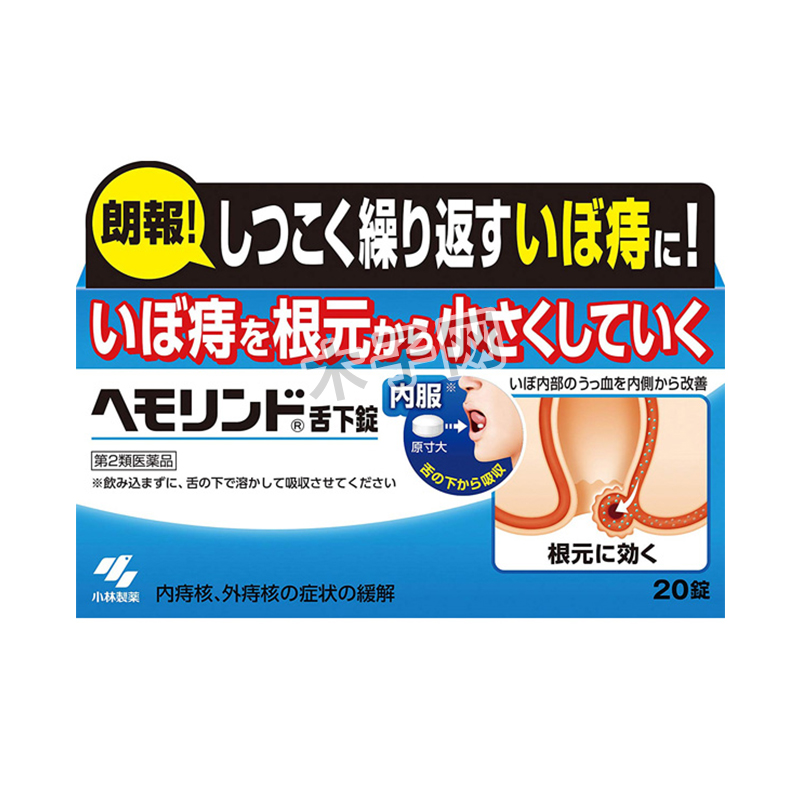 朗報!
しつこく繰り返すいぼ痔に!
いぼ痔を根元から小さくしていく
ヘモリンド®舌下錠
内服※
原寸大
舌の下から吸収
いぼ内部のうっ血を内側から改善
第2類医薬品
※飲み込まずに、舌の下で溶かして吸収させてください
根元に効く
小林製薬
内痔核、外痔核の症状の緩解
20錠